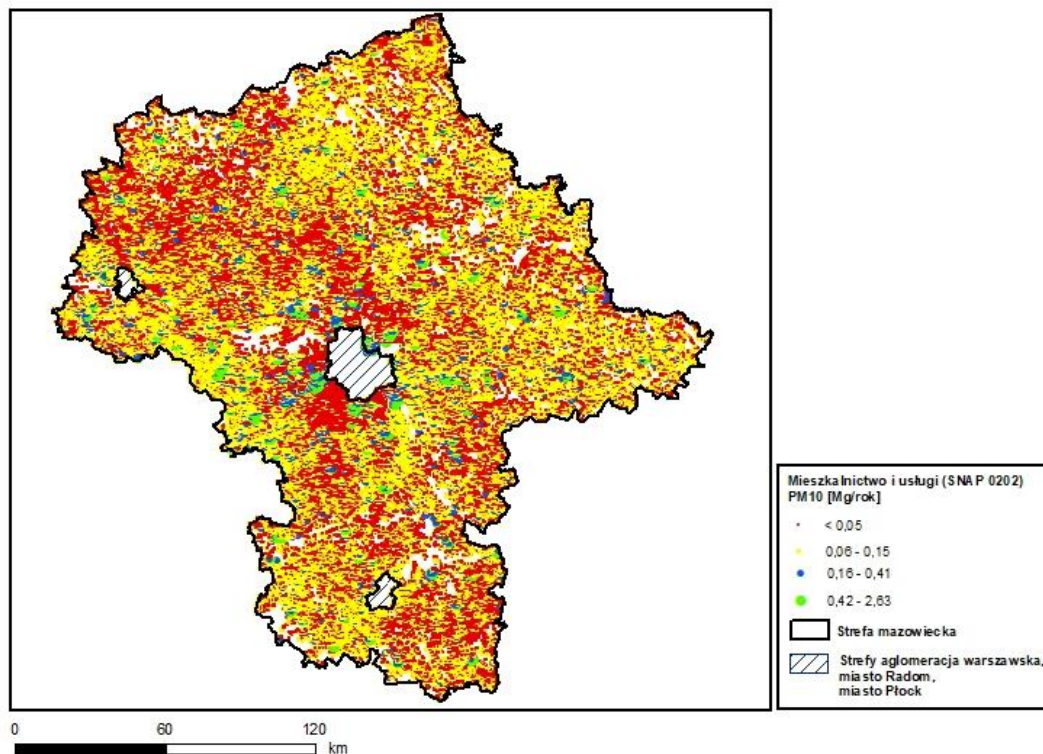 Mieszkalnictwo i usługi (SNAP 0202)
PM10 [Mg/rok]
< 0,05
0,06 - 0,15
0,16 - 0,41
0,42 - 2,63
Strefa mazowiecka
Strefy aglomeracja warszawska,
miasto Radom,
miasto Płock
0 60 120
km